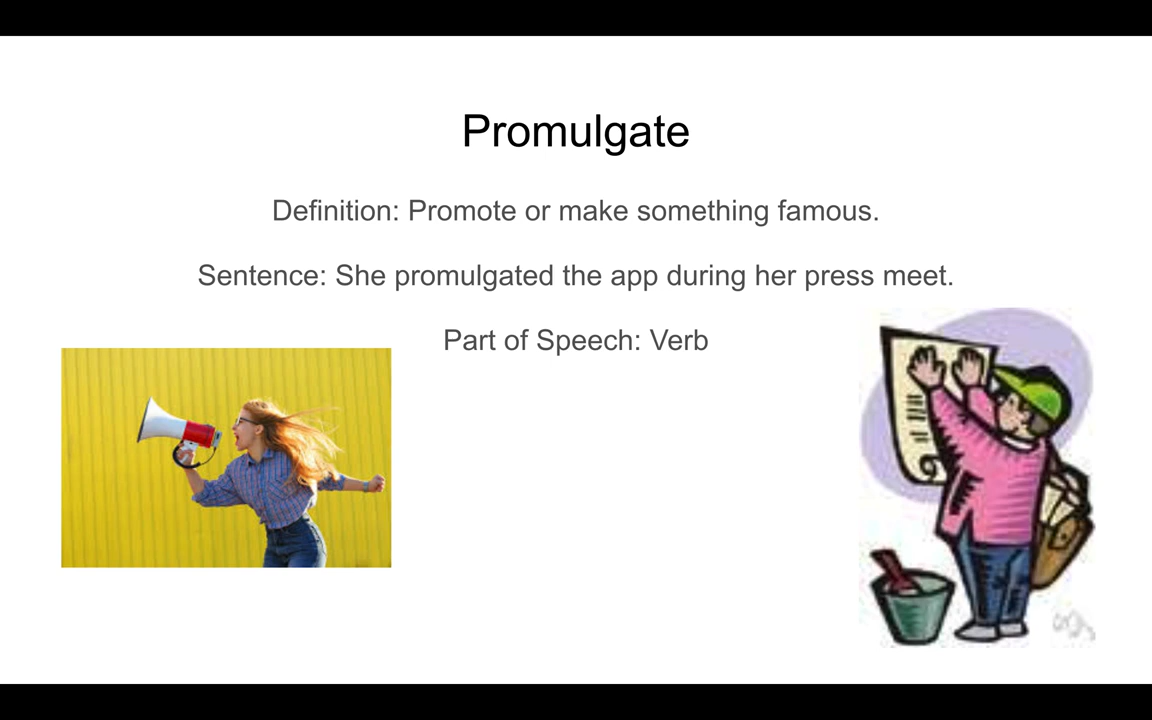 Promulgate
Definition: Promote or make something famous.
Sentence: She promulgated the app during her press meet.
Part of Speech: Verb